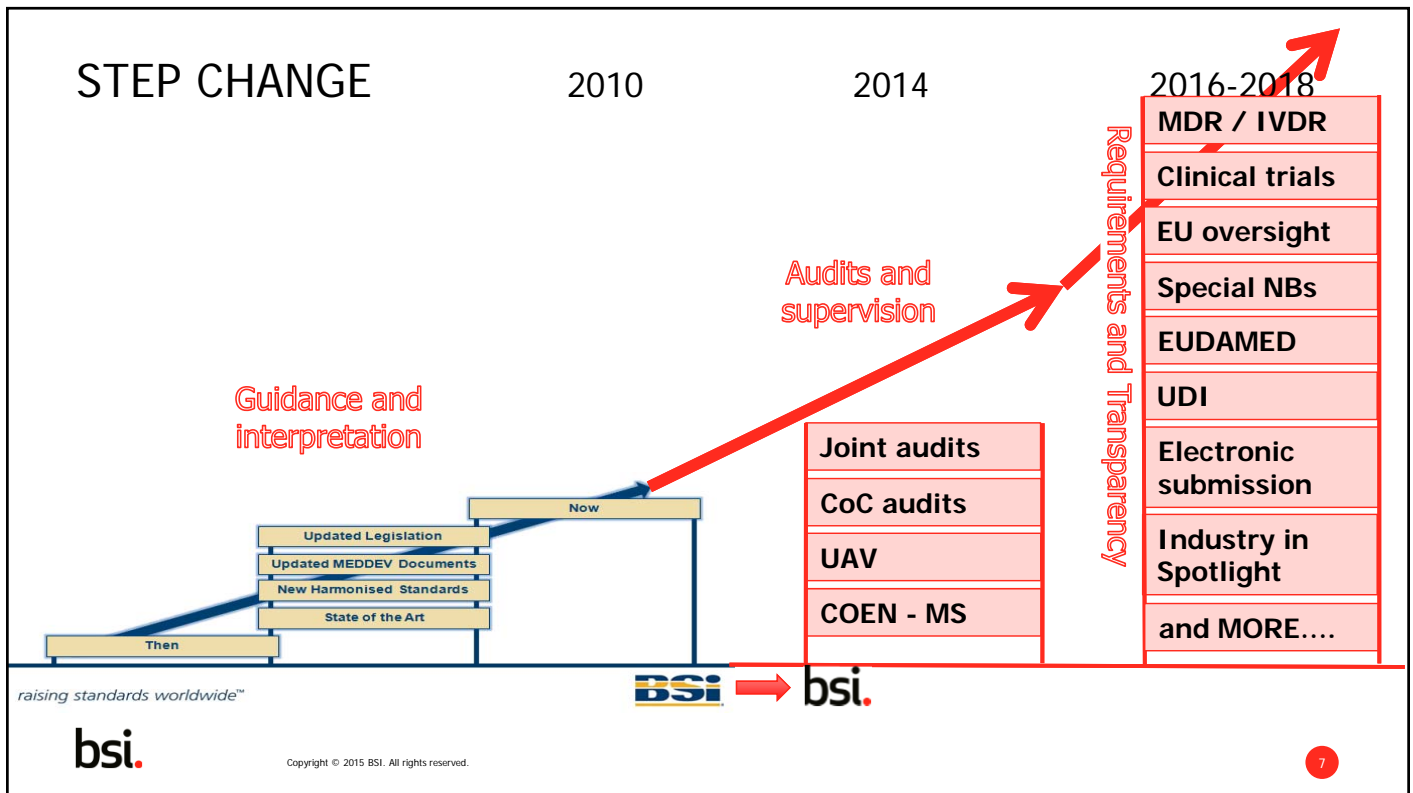 STEP CHANGE
2010
2014
2016-2018
Guidance and
interpretation
Audits and
supervision
Requirements and Transparency
Now
Updated Legislation
Updated MEDDEV Documents
New Harmonised Standards
State of the Art
Then
Joint audits
CoC audits
UAV
COEN - MS
MDR / IVDR
Clinical trials
EU oversight
Special NBs
EUDAMED
UDI
Electronic
submission
Industry in
Spotlight
and MORE....
raising standards worldwide™
BSi
bsi.
bsi.
Copyright © 2015 BSI. All rights reserved.
7